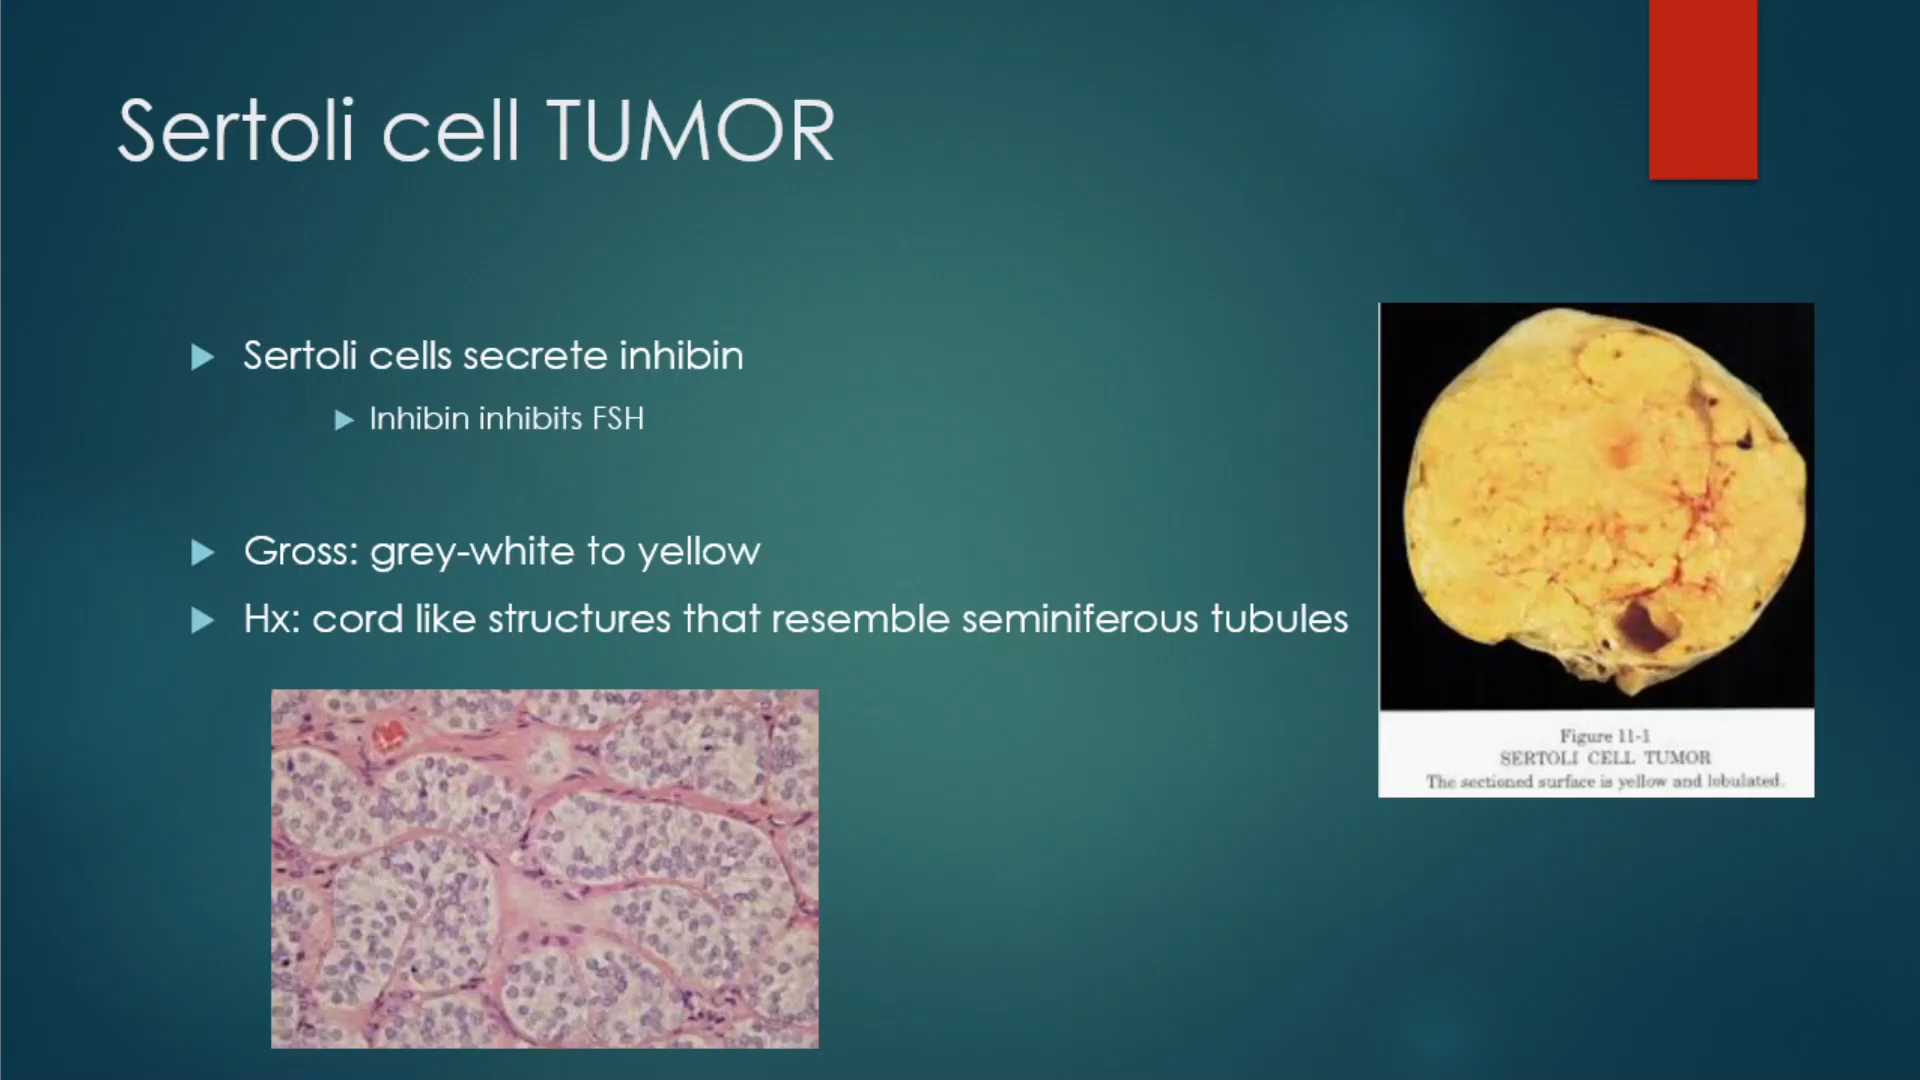 Sertoli cell TUMOR
Sertoli cells secrete inhibin
Inhibin inhibits FSH
Gross: grey-white to yellow
Hx: cord like structures that resemble seminiferous tubules
Figure 11-1
SERTOLI CELL TUMOR
The sectioned surface is yellow and lobulated.